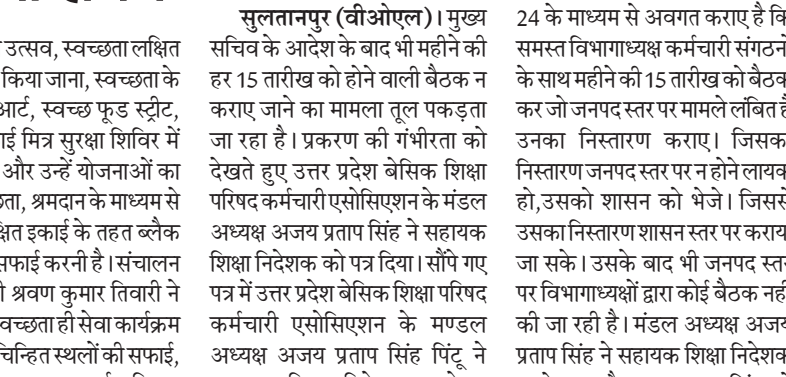 उत्सव, स्वच्छता लक्षित
किया जाना, स्वच्छता के
आर्ट, स्वच्छ फूड स्ट्रीट,
मित्र सुरक्षा शिविर में
और उन्हें योजनाओं का
श्रमदान के माध्यम से
इकाई के तहत ब्लैक
सफाई करनी है। संचालन
श्रवण कुमार तिवारी ने
स्वच्छता ही सेवा कार्यक्रम
चिन्हित स्थलों की सफाई,
सुलतानपुर (वीओएल)। मुख्य
सचिव के आदेश के बाद भी महीने की
हर 15 तारीख को होने वाली बैठक न
कराए जाने का मामला तूल पकड़ता
जा रहा है। प्रकरण की गंभीरता को
देखते हुए उत्तर प्रदेश बेसिक शिक्षा
परिषद कर्मचारी एसोसिएशन के मंडल
अध्यक्ष अजय प्रताप सिंह ने सहायक
शिक्षा निदेशक को पत्र दिया। सौंपे गए
पत्र में उत्तर प्रदेश बेसिक शिक्षा परिषद
कर्मचारी एसोसिएशन के मण्डल
अध्यक्ष अजय प्रताप सिंह पिंटू ने
24 के माध्यम से अवगत कराए है कि
समस्त विभागाध्यक्ष कर्मचारी संगठनो
के साथ महीने की 15 तारीख को बैठक
कर जो जनपद स्तर पर मामले लंबित है
उनका निस्तारण कराए। जिसका
निस्तारण जनपद स्तर पर न होने लायक
हो,उसको शासन को भेजे। जिससे
उसका निस्तारण शासन स्तर पर कराया
जा सके। उसके बाद भी जनपद स्तर
पर विभागाध्यक्षों द्वारा कोई बैठक नही
की जा रही है। मंडल अध्यक्ष अजय
प्रताप सिंह ने सहायक शिक्षा निदेशक